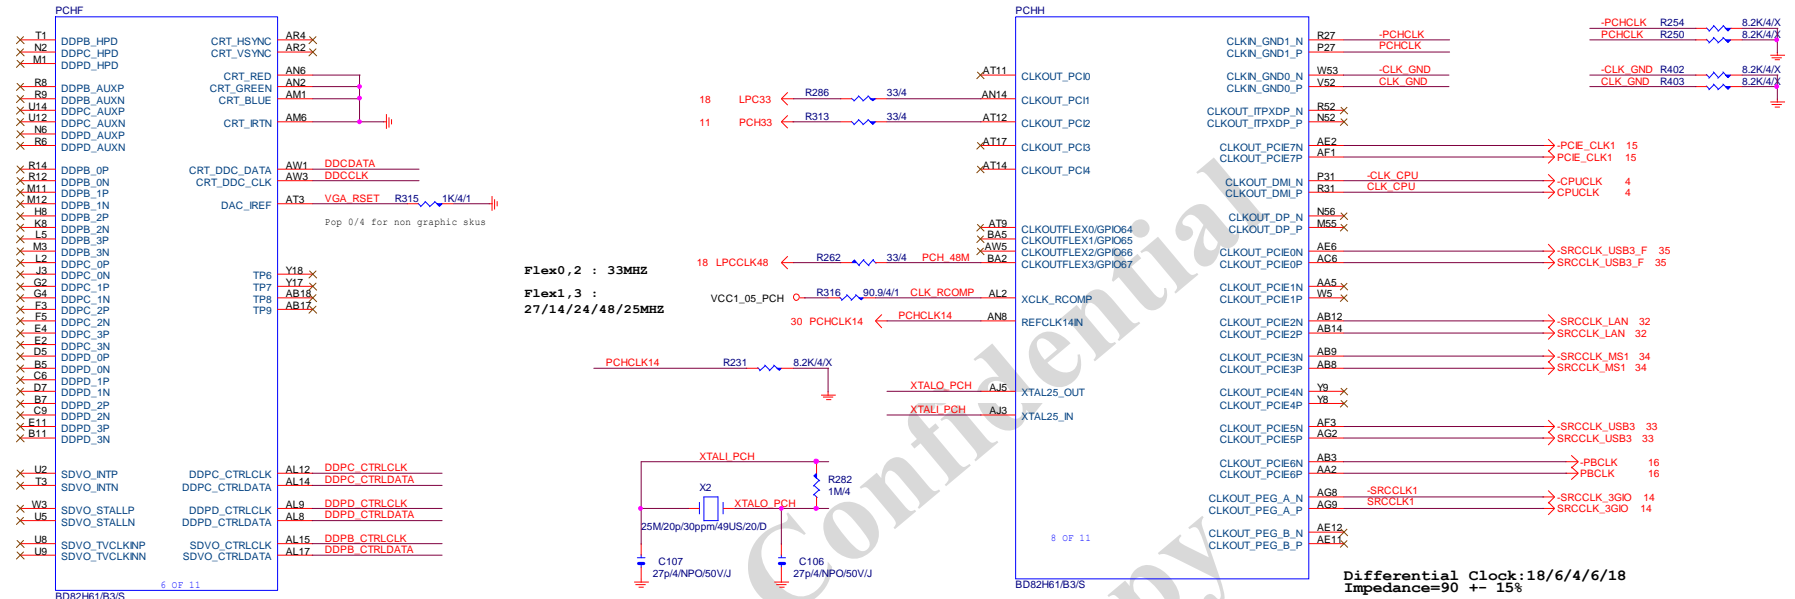 PCHF
T1 DDPB_HPD
N2 DDPC_HPD
M1 DDPD_HPD
R8 DDPB_AUXP
R9 DDPB_AUXN
U14 DDPC_AUXP
U12 DDPC_AUXN
N6 DDPD_AUXP
R6 DDPD_AUXN
R14 DDPB_0P
R12 DDPB_0N
M11 DDPB_1P
M12 DDPB_1N
H8 DDPB_2P
K8 DDPB_2N
L5 DDPB_3P
M3 DDPB_3N
L2 DDPC_0P
J3 DDPC_0N
G2 DDPC_1P
G4 DDPC_1N
F3 DDPC_2P
F5 DDPC_2N
E4 DDPC_3P
E2 DDPC_3N
D5 DDPD_0P
B5 DDPD_0N
C6 DDPD_1P
D7 DDPD_1N
B7 DDPD_2P
C9 DDPD_2N
E11 DDPD_3P
B11 DDPD_3N
U2 SDVO_INTP
T3 SDVO_INTN
W3 SDVO_STALLP
U5 SDVO_STALLN
U8 SDVO_TVCLKINP
U9 SDVO_TVCLKINN
CRT_HSYNC AR4
CRT_VSYNC AR2
CRT_RED AN6
CRT_GREEN AN2
CRT_BLUE AM1
CRT_IRTN AM6
CRT_DDC_DATA AW1 DDCDATA
CRT_DDC_CLK AW3 DDCCLK
DAC_IREF AT3 VGA_RSET R315 1K/4/1
Pop 0/4 for non graphic skus
TP6 Y18
TP7 Y17
TP8 AB18
TP9 AB17
DDPC_CTRLCLK AL12 DDPC_CTRLCLK
DDPC_CTRLDATA AL14 DDPC_CTRLDATA
DDPD_CTRLCLK AL9 DDPD_CTRLCLK
DDPD_CTRLDATA AL8 DDPD_CTRLDATA
SDVO_CTRLCLK AL15 DDPB_CTRLCLK
SDVO_CTRLDATA AL17 DDPB_CTRLDATA
6 OF 11
BD82H61/B3/S
Flex0,2 : 33MHZ
Flex1,3 :
27/14/24/48/25MHZ
PCHH
AT11 CLKOUT_PCI0
18 LPC33 R286 33/4 AN14 CLKOUT_PCI1
11 PCH33 R313 33/4 AT12 CLKOUT_PCI2
AT17 CLKOUT_PCI3
AT14 CLKOUT_PCI4
AT9 CLKOUTFLEX0/GPIO64
BA5 CLKOUTFLEX1/GPIO65
AW5 CLKOUTFLEX2/GPIO66
18 LPCCLK48 R262 33/4 PCH_48M BA2 CLKOUTFLEX3/GPIO67
VCC1_05_PCH R316 90.9/4/1 CLK_RCOMP AL2 XCLK_RCOMP
30 PCHCLK14 PCHCLK14 AN8 REFCLK14IN
PCHCLK14 R231 8.2K/4/X
XTALO_PCH AJ5 XTAL25_OUT
XTALI_PCH AJ3 XTAL25_IN
XTALI_PCH
R282
1M/4
X2
XTALO_PCH
25M/20p/30ppm/49US/20/D
C107
27p/4/NPO/50V/J
C106
27p/4/NPO/50V/J
CLKIN_GND1_N R27 -PCHCLK
CLKIN_GND1_P P27 PCHCLK
CLKIN_GND0_N W53 -CLK_GND
CLKIN_GND0_P V52 CLK_GND
CLKOUT_ITPXDP_N R52
CLKOUT_ITPXDP_P N52
CLKOUT_PCIE7N AE2 -PCIE_CLK1 15
CLKOUT_PCIE7P AF1 PCIE_CLK1 15
CLKOUT_DMI_N P31 -CLK_CPU -CPUCLK 4
CLKOUT_DMI_P R31 CLK_CPU CPUCLK 4
CLKOUT_DP_N N56
CLKOUT_DP_P M55
CLKOUT_PCIE0N AE6 -SRCCLK_USB3_F 35
CLKOUT_PCIE0P AC6 SRCCLK_USB3_F 35
CLKOUT_PCIE1N AA5
CLKOUT_PCIE1P W5
CLKOUT_PCIE2N AB12 -SRCCLK_LAN 32
CLKOUT_PCIE2P AB14 SRCCLK_LAN 32
CLKOUT_PCIE3N AB9 -SRCCLK_MS1 34
CLKOUT_PCIE3P AB8 SRCCLK_MS1 34
CLKOUT_PCIE4N Y9
CLKOUT_PCIE4P Y8
CLKOUT_PCIE5N AF3 -SRCCLK_USB3 33
CLKOUT_PCIE5P AG2 SRCCLK_USB3 33
CLKOUT_PCIE6N AB3 -PBCLK 16
CLKOUT_PCIE6P AA2 PBCLK 16
CLKOUT_PEG_A_N AG8 -SRCCLK1 -SRCCLK_3GIO 14
CLKOUT_PEG_A_P AG9 SRCCLK1 SRCCLK_3GIO 14
CLKOUT_PEG_B_N AE12
CLKOUT_PEG_B_P AE11
8 OF 11
BD82H61/B3/S
-PCHCLK R254 8.2K/4/X
PCHCLK R250 8.2K/4/X
-CLK_GND R402 8.2K/4/X
CLK_GND R403 8.2K/4/X
Differential Clock:18/6/4/6/18
Impedance=90 +- 15%
Confidential